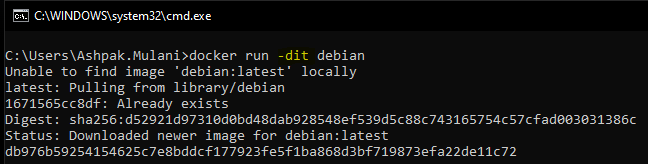 C:\WINDOWS\system32\cmd.exe
C:\Users\Ashpak.Mulani>docker run -dit debian
Unable to find image 'debian:latest' locally
latest: Pulling from library/debian
1671565cc8df: Already exists
Digest: sha256:d52921d97310d0bd48dab928548ef539d5c88c743165754c57cfad003031386c
Status: Downloaded newer image for debian:latest
db976b59254154625c7e8bddcf177923fe5f1ba868d3bf719873efa22de11c72